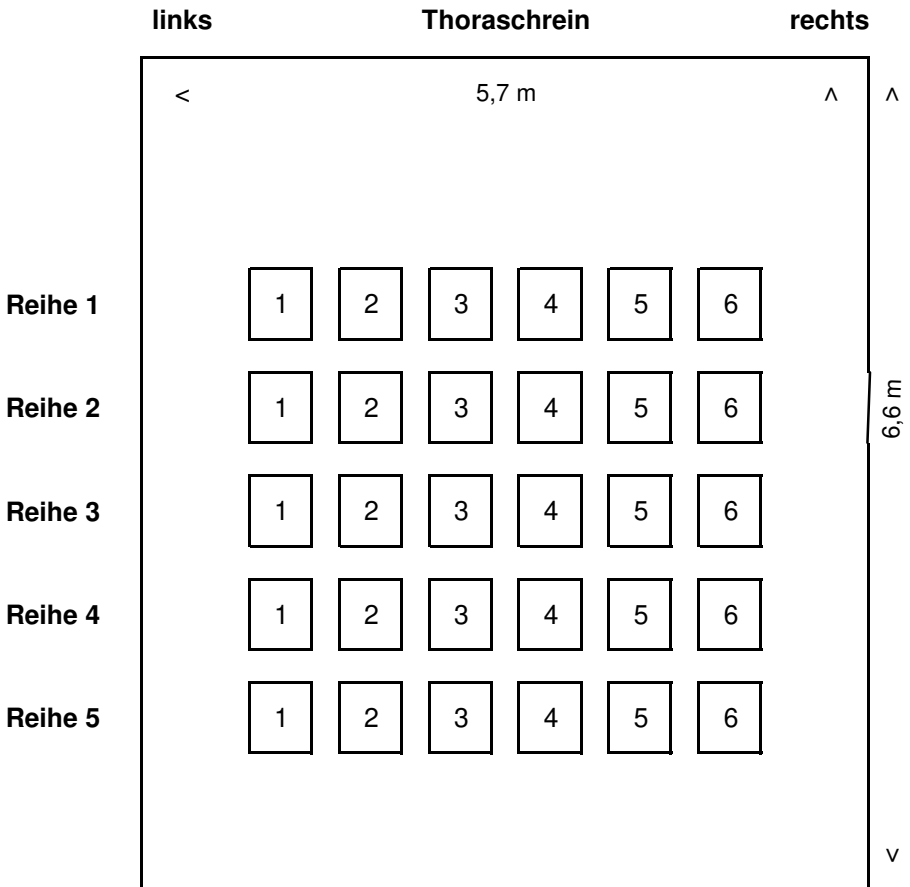 links Thoraschrein rechts
< 5,7 m ^ ^
Reihe 1 1 2 3 4 5 6
Reihe 2 1 2 3 4 5 6
6,6 m
Reihe 3 1 2 3 4 5 6
Reihe 4 1 2 3 4 5 6
Reihe 5 1 2 3 4 5 6
v